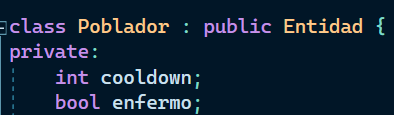 class Poblador : public Entidad {
private:
    int cooldown;
    bool enfermo;